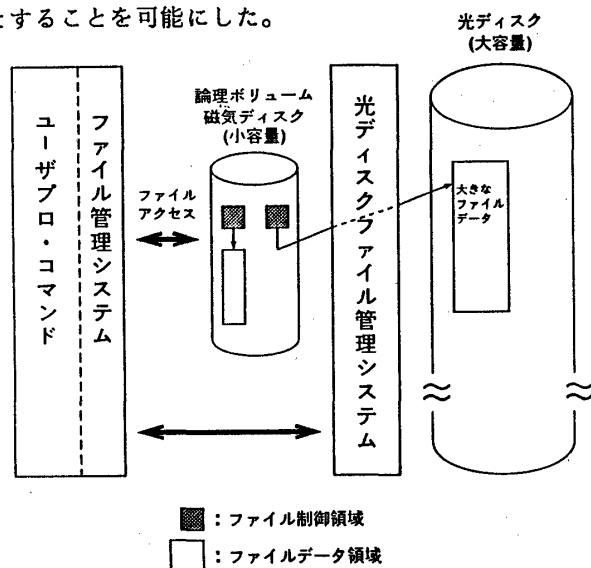 とすることを可能にした。
光ディスク
(大容量)
論理ボリューム
磁気ディスク
(小容量)
ユーザプロ・コマンド
ファイル管理システム
ファイル
アクセス
光ディスクファイル管理システム
大きな
ファイル
データ
：ファイル制御領域
：ファイルデータ領域